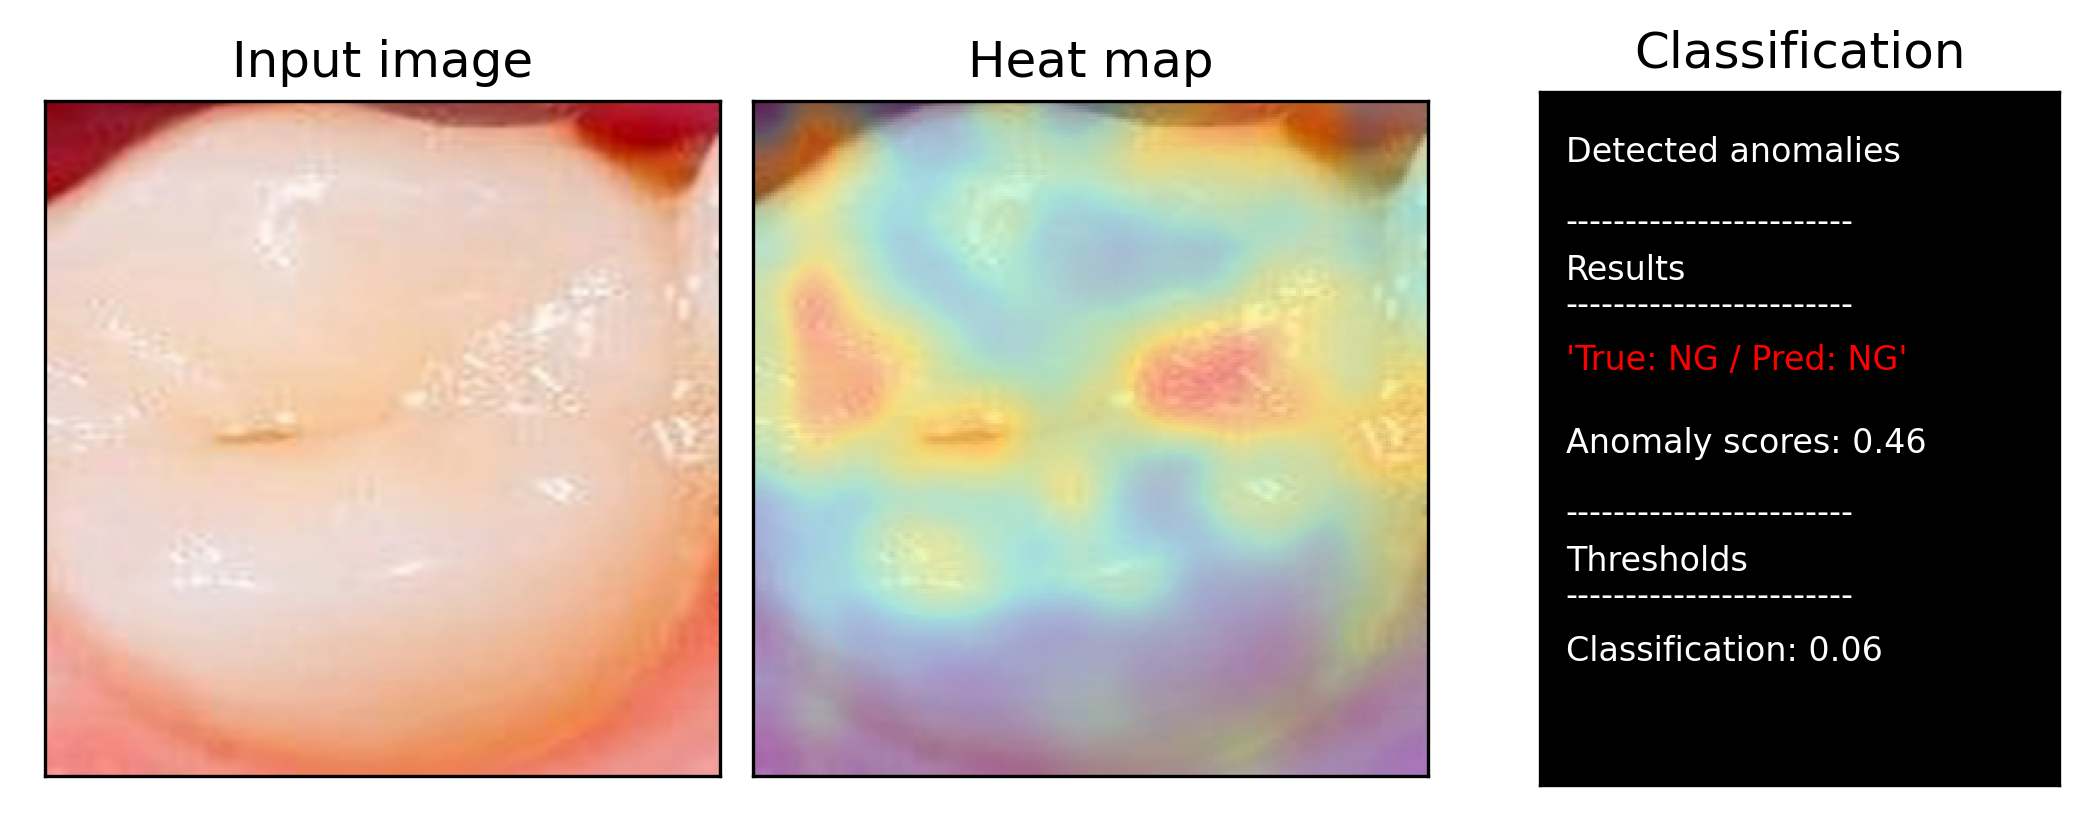 Input image
Heat map
Classification
Detected anomalies
------------------------
Results
------------------------
'True: NG / Pred: NG'
Anomaly scores: 0.46
------------------------
Thresholds
------------------------
Classification: 0.06